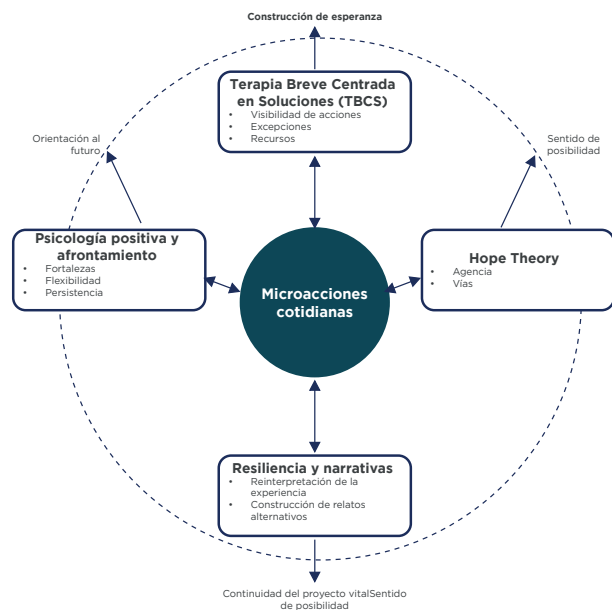 Construcción de esperanza
Terapia Breve Centrada
en Soluciones (TBCS)
• Visibilidad de acciones
• Excepciones
• Recursos
Orientación al
futuro
Sentido de
posibilidad
Psicología positiva y
afrontamiento
• Fortalezas
• Flexibilidad
• Persistencia
Microacciones
cotidianas
Hope Theory
• Agencia
• Vías
Resiliencia y narrativas
• Reinterpretación de la
experiencia
• Construcción de relatos
alternativos
Continuidad del proyecto vitalSentido
de posibilidad